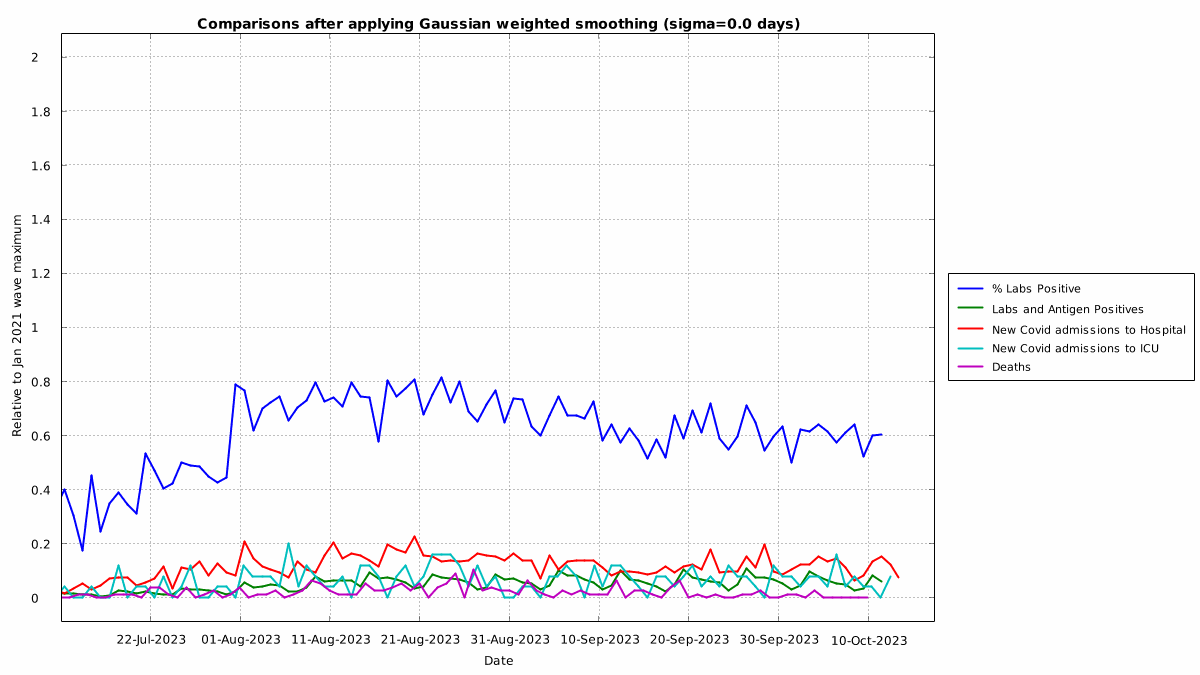 Comparisons after applying Gaussian weighted smoothing (sigma=0.0 days)
Relative to Jan 2021 wave maximum
2
1.8
1.6
1.4
1.2
1
0.8
0.6
0.4
0.2
0
22-Jul-2023 01-Aug-2023 11-Aug-2023 21-Aug-2023 31-Aug-2023 10-Sep-2023 20-Sep-2023 30-Sep-2023 10-Oct-2023
Date
% Labs Positive
Labs and Antigen Positives
New Covid admissions to Hospital
New Covid admissions to ICU
Deaths